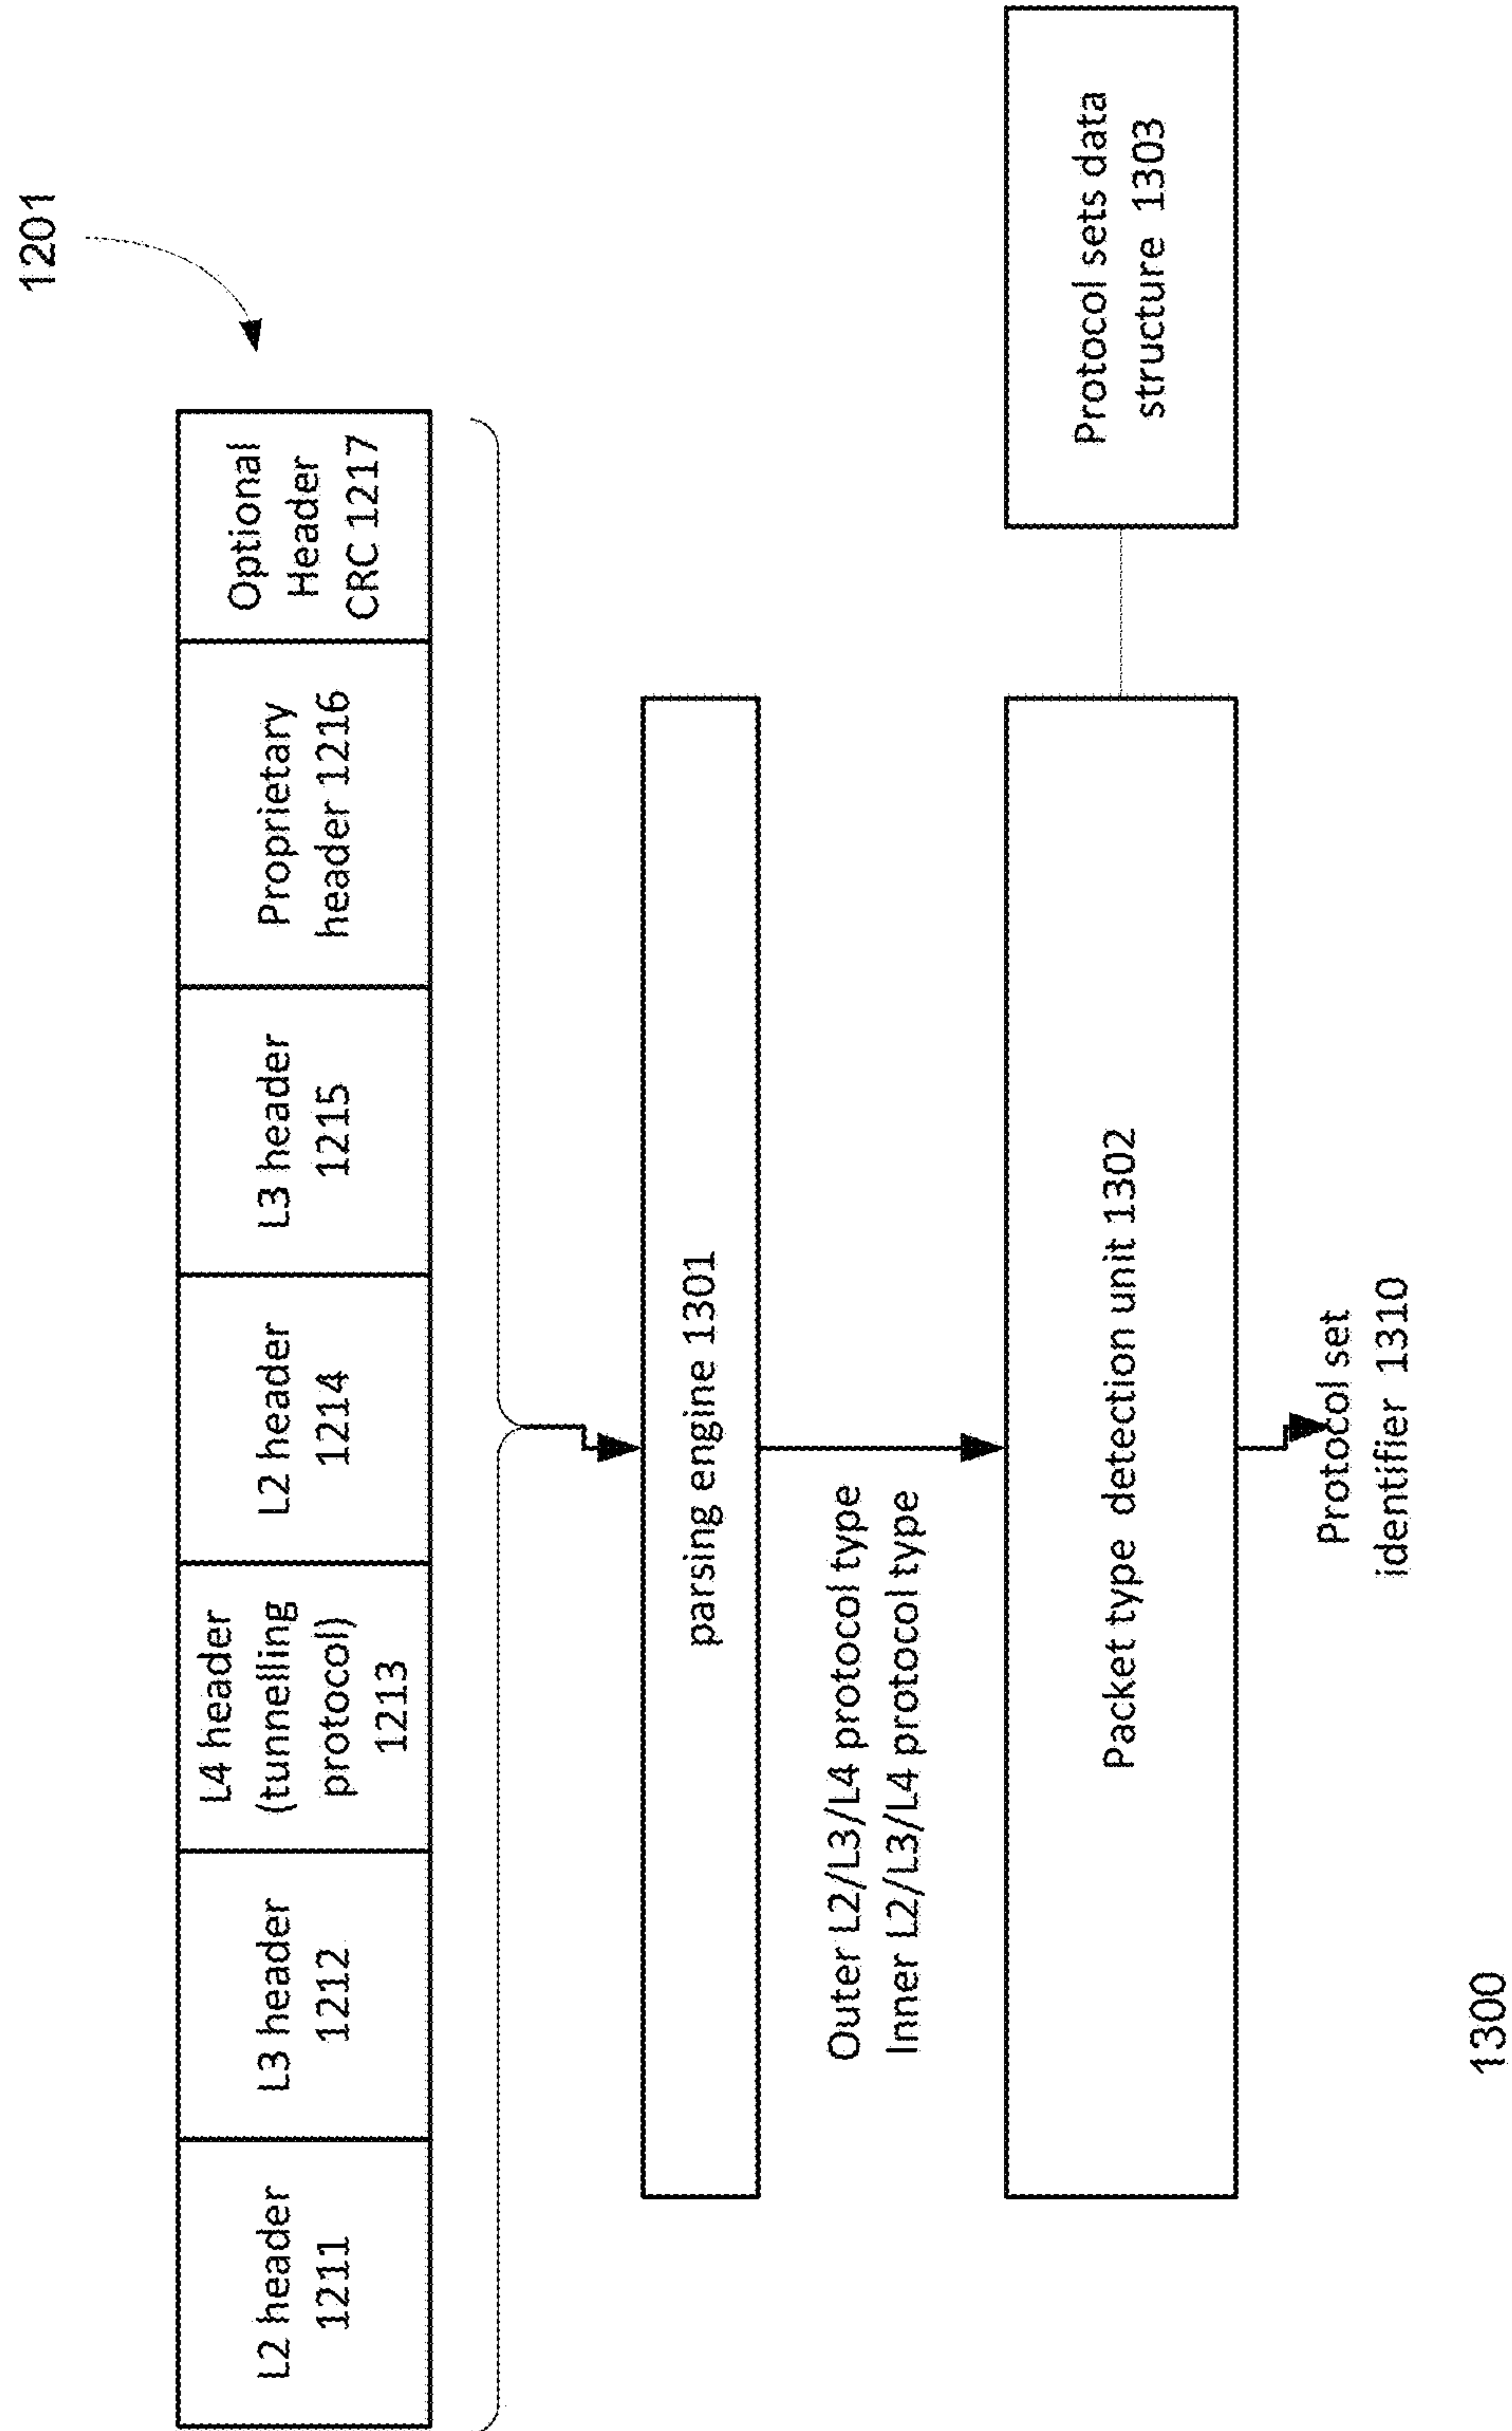 1201
L2 header
1211
L3 header
1212
L4 header
(tunnelling
protocol)
1213
L2 header
1214
L3 header
1215
Proprietary
header 1216
Optional
Header
CRC 1217
parsing engine 1301
Outer L2/L3/L4 protocol type
Inner L2/L3/L4 protocol type
Packet type detection unit 1302
Protocol sets data
structure 1303
Protocol set
identifier 1310
1300